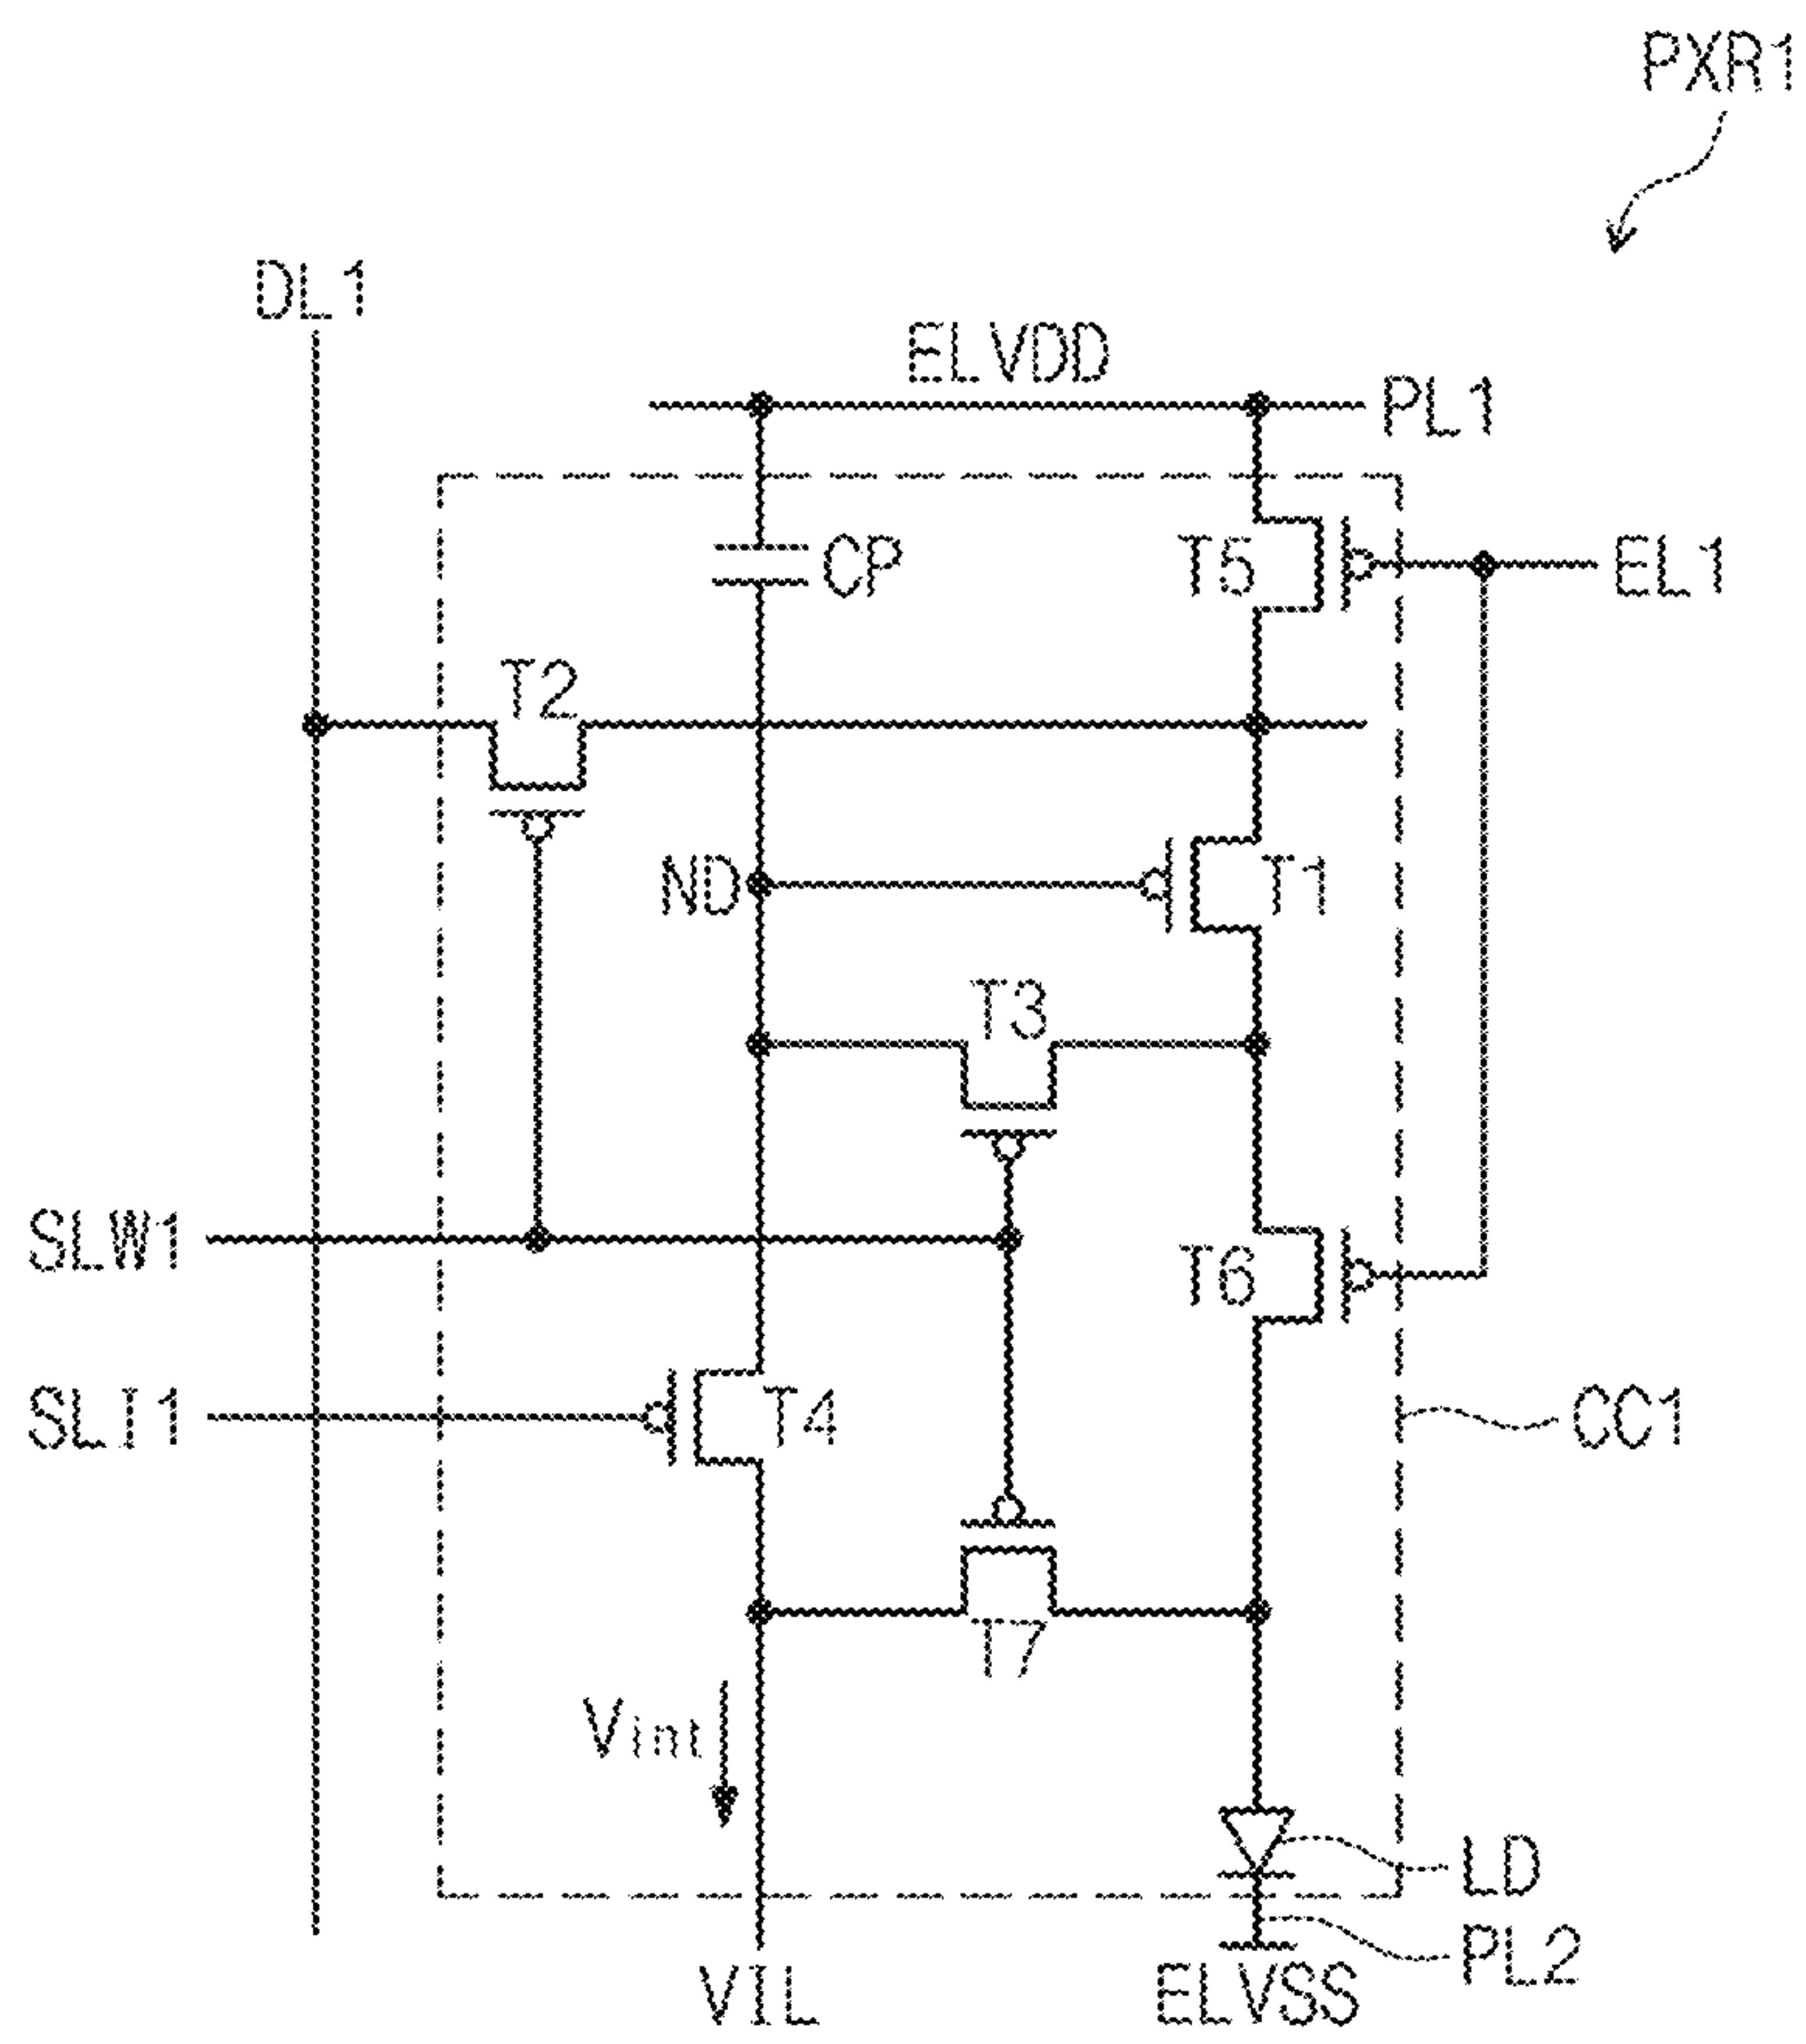 PXR1
DL1
ELVDD
PL1
CP
T5
EL1
T2
ND
T1
T3
SLW1
T6
SLI1
T4
CC1
T7
Vint
LD
PL2
VIL
ELVSS